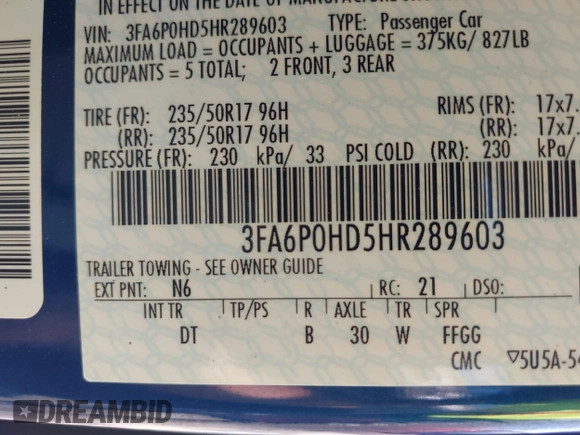 IN EFFECT ON THE DATE OF MANUFACTURE
VIN: 3FA6P0HD5HR289603 TYPE: Passenger Car
MAXIMUM LOAD = OCCUPANTS + LUGGAGE = 375KG/ 827LB
OCCUPANTS = 5 TOTAL; 2 FRONT, 3 REAR
TIRE (FR): 235/50R17 96H RIMS (FR): 17x7.
(RR): 235/50R17 96H (RR): 17x7.
PRESSURE (FR): 230 kPa/ 33 PSI COLD (RR): 230 kPa/
3FA6P0HD5HR289603
TRAILER TOWING - SEE OWNER GUIDE
EXT PNT: N6 RC: 21 DSO:
INT TR TP/PS R AXLE TR SPR
DT B 30 W FFGG
CMC ▽5U5A-54
DREAMBID